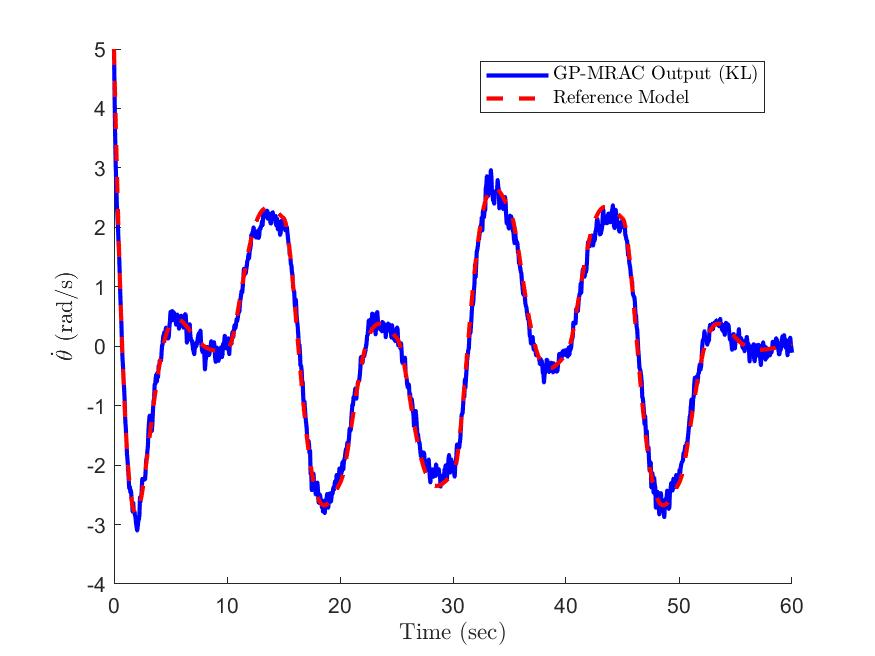 GP-MRAC Output (KL)
Reference Model
5
4
3
2
1
0
-1
-2
-3
-4
θ̇ (rad/s)
0 10 20 30 40 50 60
Time (sec)